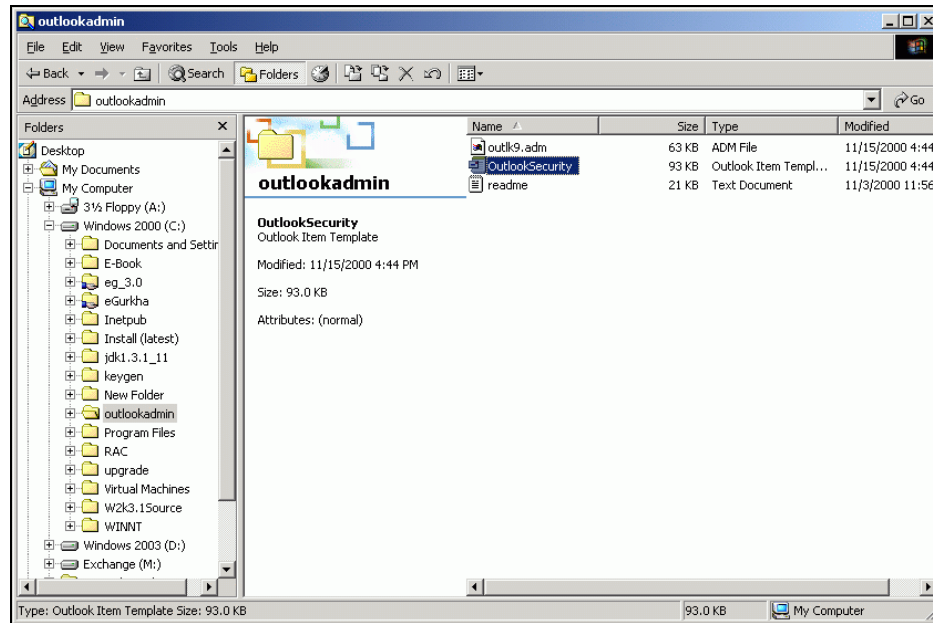 outlookadmin
File Edit View Favorites Tools Help
Back Search Folders
Address outlookadmin Go
Folders
Desktop
My Documents
My Computer
3½ Floppy (A:)
Windows 2000 (C:)
Documents and Settin
E-Book
eg_3.0
eGurkha
Inetpub
Install (latest)
jdk1.3.1_11
keygen
New Folder
outlookadmin
Program Files
RAC
upgrade
Virtual Machines
W2k3.1Source
WINNT
Windows 2003 (D:)
Exchange (M:)
outlookadmin
OutlookSecurity
Outlook Item Template
Modified: 11/15/2000 4:44 PM
Size: 93.0 KB
Attributes: (normal)
Name Size Type Modified
outlk9.adm 63 KB ADM File 11/15/2000 4:44
OutlookSecurity 93 KB Outlook Item Templ... 11/15/2000 4:44
readme 21 KB Text Document 11/3/2000 11:56
Type: Outlook Item Template Size: 93.0 KB 93.0 KB My Computer